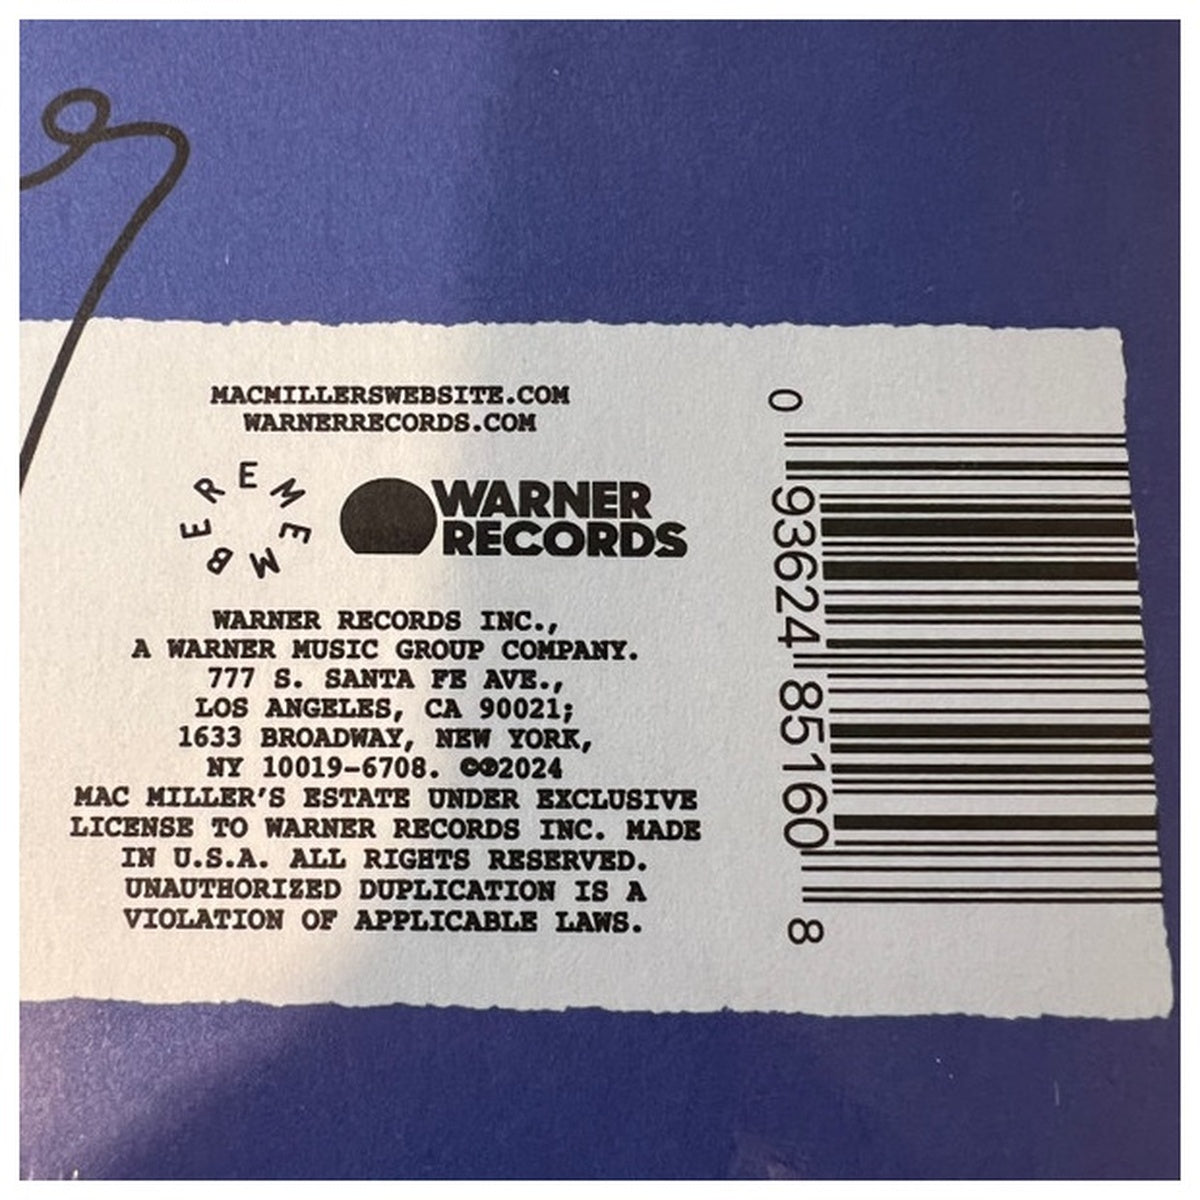 MACMILLERSWEBSITE.COM
WARNERRECORDS.COM
REMEMBER
WARNER
RECORDS
WARNER RECORDS INC.,
A WARNER MUSIC GROUP COMPANY.
777 S. SANTA FE AVE.,
LOS ANGELES, CA 90021;
1633 BROADWAY, NEW YORK,
NY 10019-6708. ©℗2024
MAC MILLER'S ESTATE UNDER EXCLUSIVE
LICENSE TO WARNER RECORDS INC. MADE
IN U.S.A. ALL RIGHTS RESERVED.
UNAUTHORIZED DUPLICATION IS A
VIOLATION OF APPLICABLE LAWS.
0 93624 85160 8